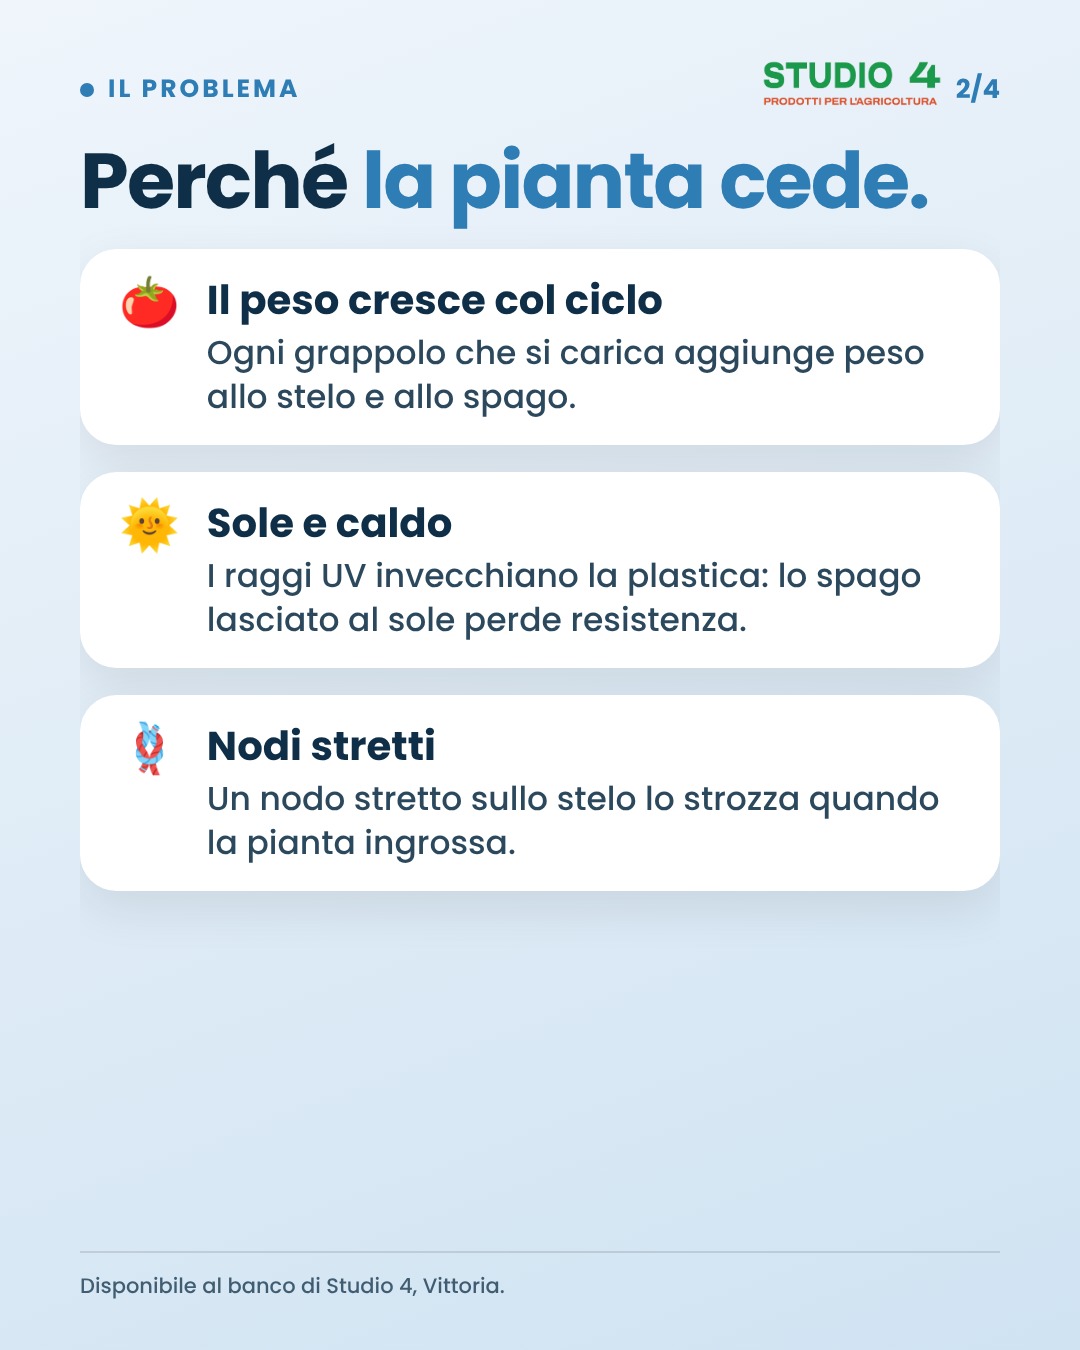 IL PROBLEMA
STUDIO 4
PRODOTTI PER L'AGRICOLTURA
2/4
Perché la pianta cede.
Il peso cresce col ciclo
Ogni grappolo che si carica aggiunge peso
allo stelo e allo spago.
Sole e caldo
I raggi UV invecchiano la plastica: lo spago
lasciato al sole perde resistenza.
Nodi stretti
Un nodo stretto sullo stelo lo strozza quando
la pianta ingrossa.
Disponibile al banco di Studio 4, Vittoria.